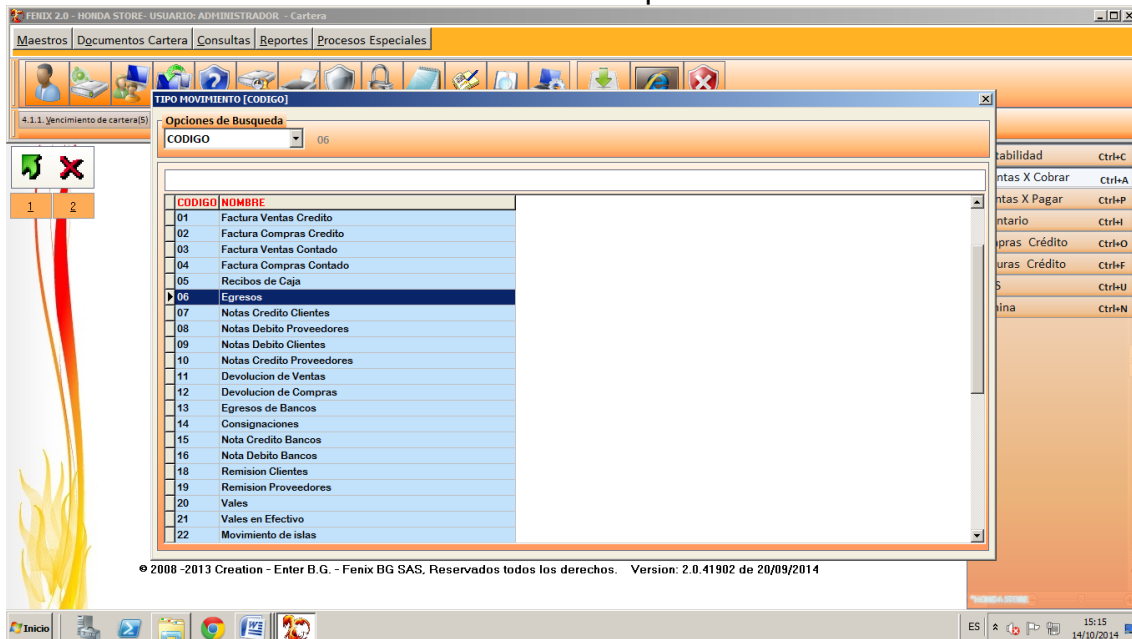 FENIX 2.0 - HONDA STORE- USUARIO: ADMINISTRADOR - Cartera
Maestros Documentos Cartera Consultas Reportes Procesos Especiales
TIPO MOVIMIENTO [CODIGO]
4.1.1. Vencimiento de cartera(5)
Opciones de Busqueda
CODIGO 06
1 2
CODIGO NOMBRE
01 Factura Ventas Credito
02 Factura Compras Credito
03 Factura Ventas Contado
04 Factura Compras Contado
05 Recibos de Caja
06 Egresos
07 Notas Credito Clientes
08 Notas Debito Proveedores
09 Notas Debito Clientes
10 Notas Credito Proveedores
11 Devolucion de Ventas
12 Devolucion de Compras
13 Egresos de Bancos
14 Consignaciones
15 Nota Credito Bancos
16 Nota Debito Bancos
18 Remision Clientes
19 Remision Proveedores
20 Vales
21 Vales en Efectivo
22 Movimiento de islas
tabilidad Ctrl+C
ntas X Cobrar Ctrl+A
ntas X Pagar Ctrl+P
ntario Ctrl+I
pras Crédito Ctrl+O
uras Crédito Ctrl+F
S Ctrl+U
ina Ctrl+N
© 2008 -2013 Creation - Enter B.G. - Fenix BG SAS, Reservados todos los derechos. Version: 2.0.41902 de 20/09/2014
"HONDA STORE
Inicio
ES
15:15
14/10/2014